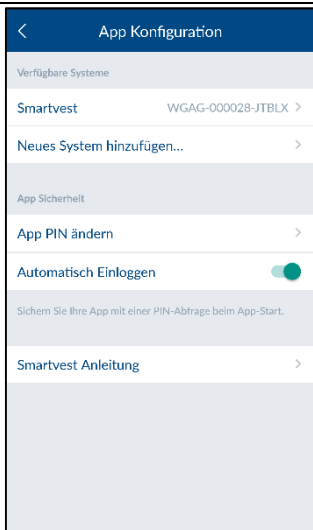 App Konfiguration
Verfügbare Systeme
Smartvest WGAG-000028-JTBLX
Neues System hinzufügen...
App Sicherheit
App PIN ändern
Automatisch Einloggen
Sichern Sie Ihre App mit einer PIN-Abfrage beim App-Start.
Smartvest Anleitung